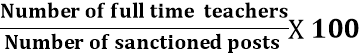 Number of full time teachers
Number of sanctioned posts X 100